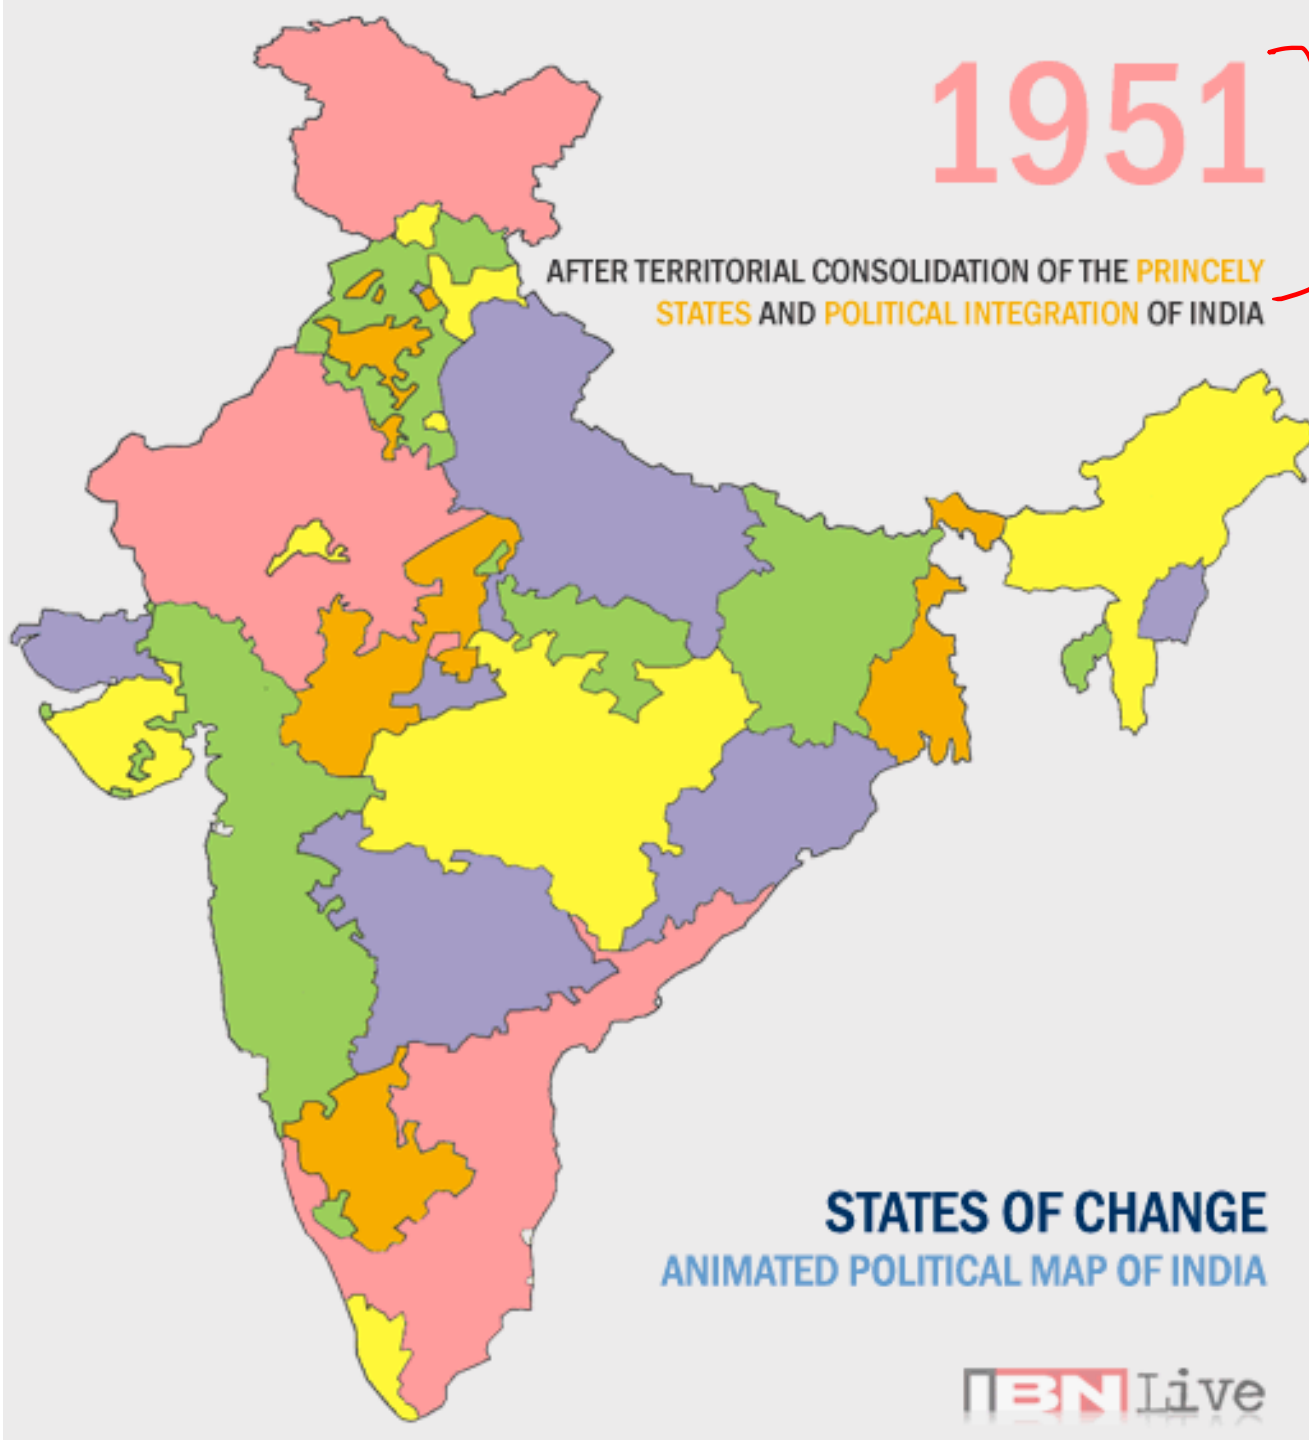 1951
AFTER TERRITORIAL CONSOLIDATION OF THE PRINCELY
STATES AND POLITICAL INTEGRATION OF INDIA
STATES OF CHANGE
ANIMATED POLITICAL MAP OF INDIA
IBN Live